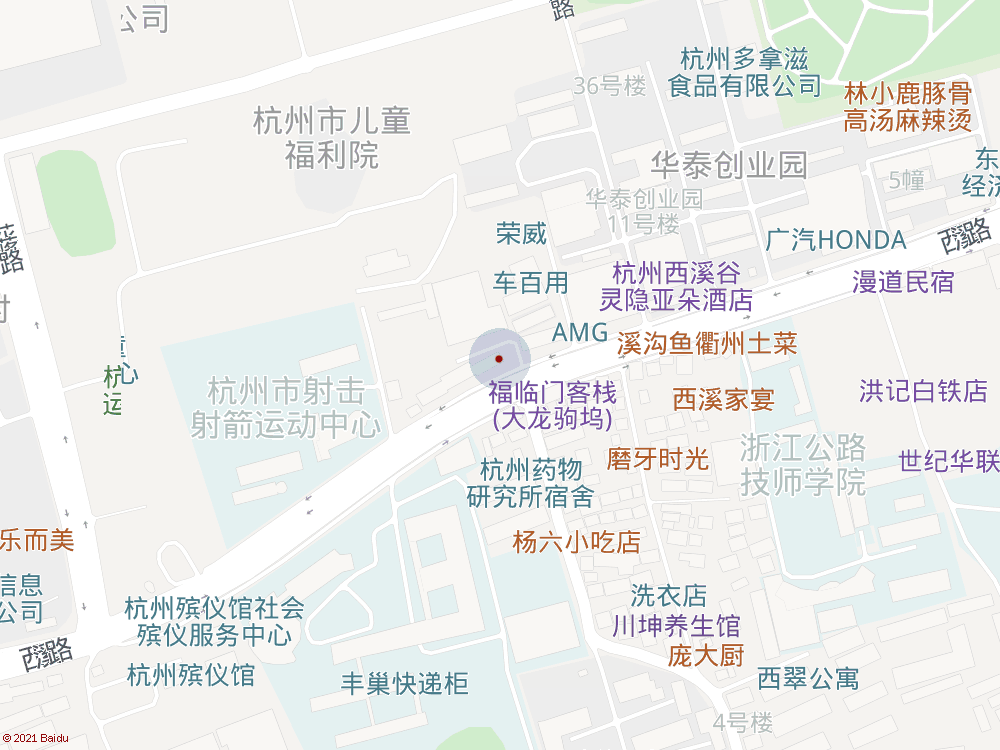 公司
路
杭州多拿滋
食品有限公司
36号楼
林小鹿豚骨
高汤麻辣烫
杭州市儿童
福利院
华泰创业园
东
经济
5幢
华泰创业园
11号楼
荣威
广汽HONDA
西溪路
路
杭州西溪谷
灵隐亚朵酒店
车百用
漫道民宿
AMG
溪沟鱼衢州土菜
心
杭
运
杭州市射击
射箭运动中心
福临门客栈
(大龙驹坞)
西溪家宴
洪记白铁店
浙江公路
技师学院
磨牙时光
世纪华联
杭州药物
研究所宿舍
乐而美
杨六小吃店
信息
公司
洗衣店
杭州殡仪馆社会
殡仪服务中心
川坤养生馆
西溪路
庞大厨
杭州殡仪馆
丰巢快递柜
西翠公寓
4号楼
© 2021 Baidu